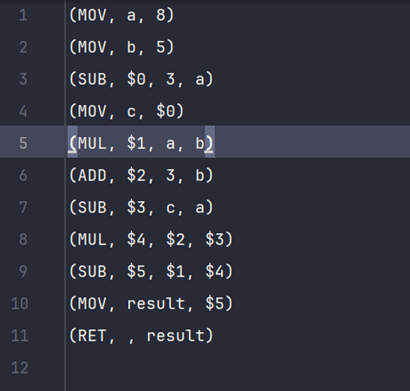 1 (MOV, a, 8)
2 (MOV, b, 5)
3 (SUB, $0, 3, a)
4 (MOV, c, $0)
5 (MUL, $1, a, b)
6 (ADD, $2, 3, b)
7 (SUB, $3, c, a)
8 (MUL, $4, $2, $3)
9 (SUB, $5, $1, $4)
10 (MOV, result, $5)
11 (RET, , result)
12